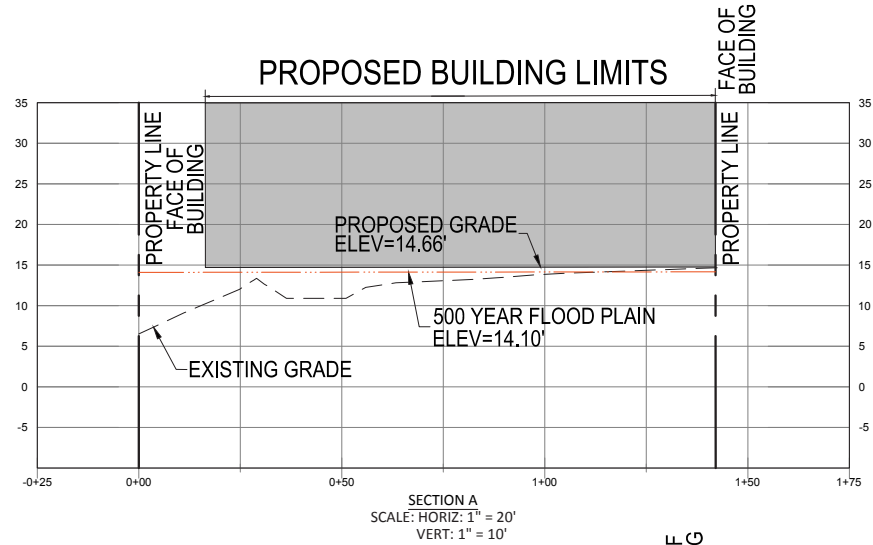 FACE OF
BUILDING
PROPOSED BUILDING LIMITS
35
30
25
20
15
10
5
0
-5
PROPERTY LINE
FACE OF
BUILDING
PROPOSED GRADE
ELEV=14.66'
500 YEAR FLOOD PLAIN
ELEV=14.10'
EXISTING GRADE
PROPERTY LINE
35
30
25
20
15
10
5
0
-5
-0+25
0+00
0+50
1+00
1+50
1+75
SECTION A
SCALE: HORIZ: 1" = 20'
VERT: 1" = 10'
F
G